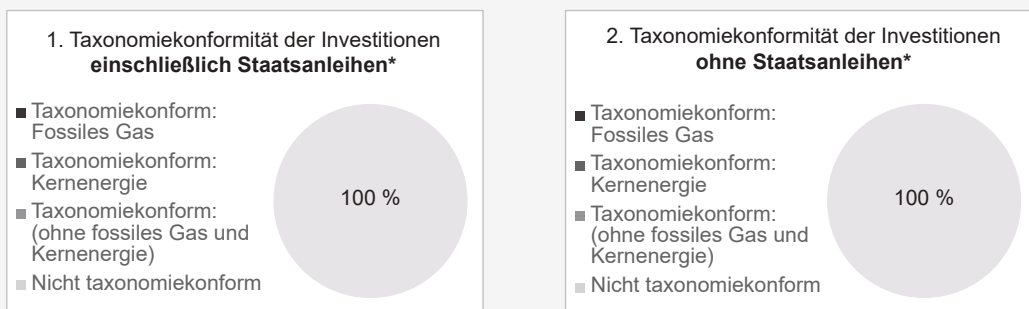 1. Taxonomiekonformität der Investitionen
einschließlich Staatsanleihen*
Taxonomiekonform:
Fossiles Gas
Taxonomiekonform:
Kernenergie
Taxonomiekonform:
(ohne fossiles Gas und
Kernenergie)
Nicht taxonomiekonform
100 %
2. Taxonomiekonformität der Investitionen
ohne Staatsanleihen*
Taxonomiekonform:
Fossiles Gas
Taxonomiekonform:
Kernenergie
Taxonomiekonform:
(ohne fossiles Gas und
Kernenergie)
Nicht taxonomiekonform
100 %